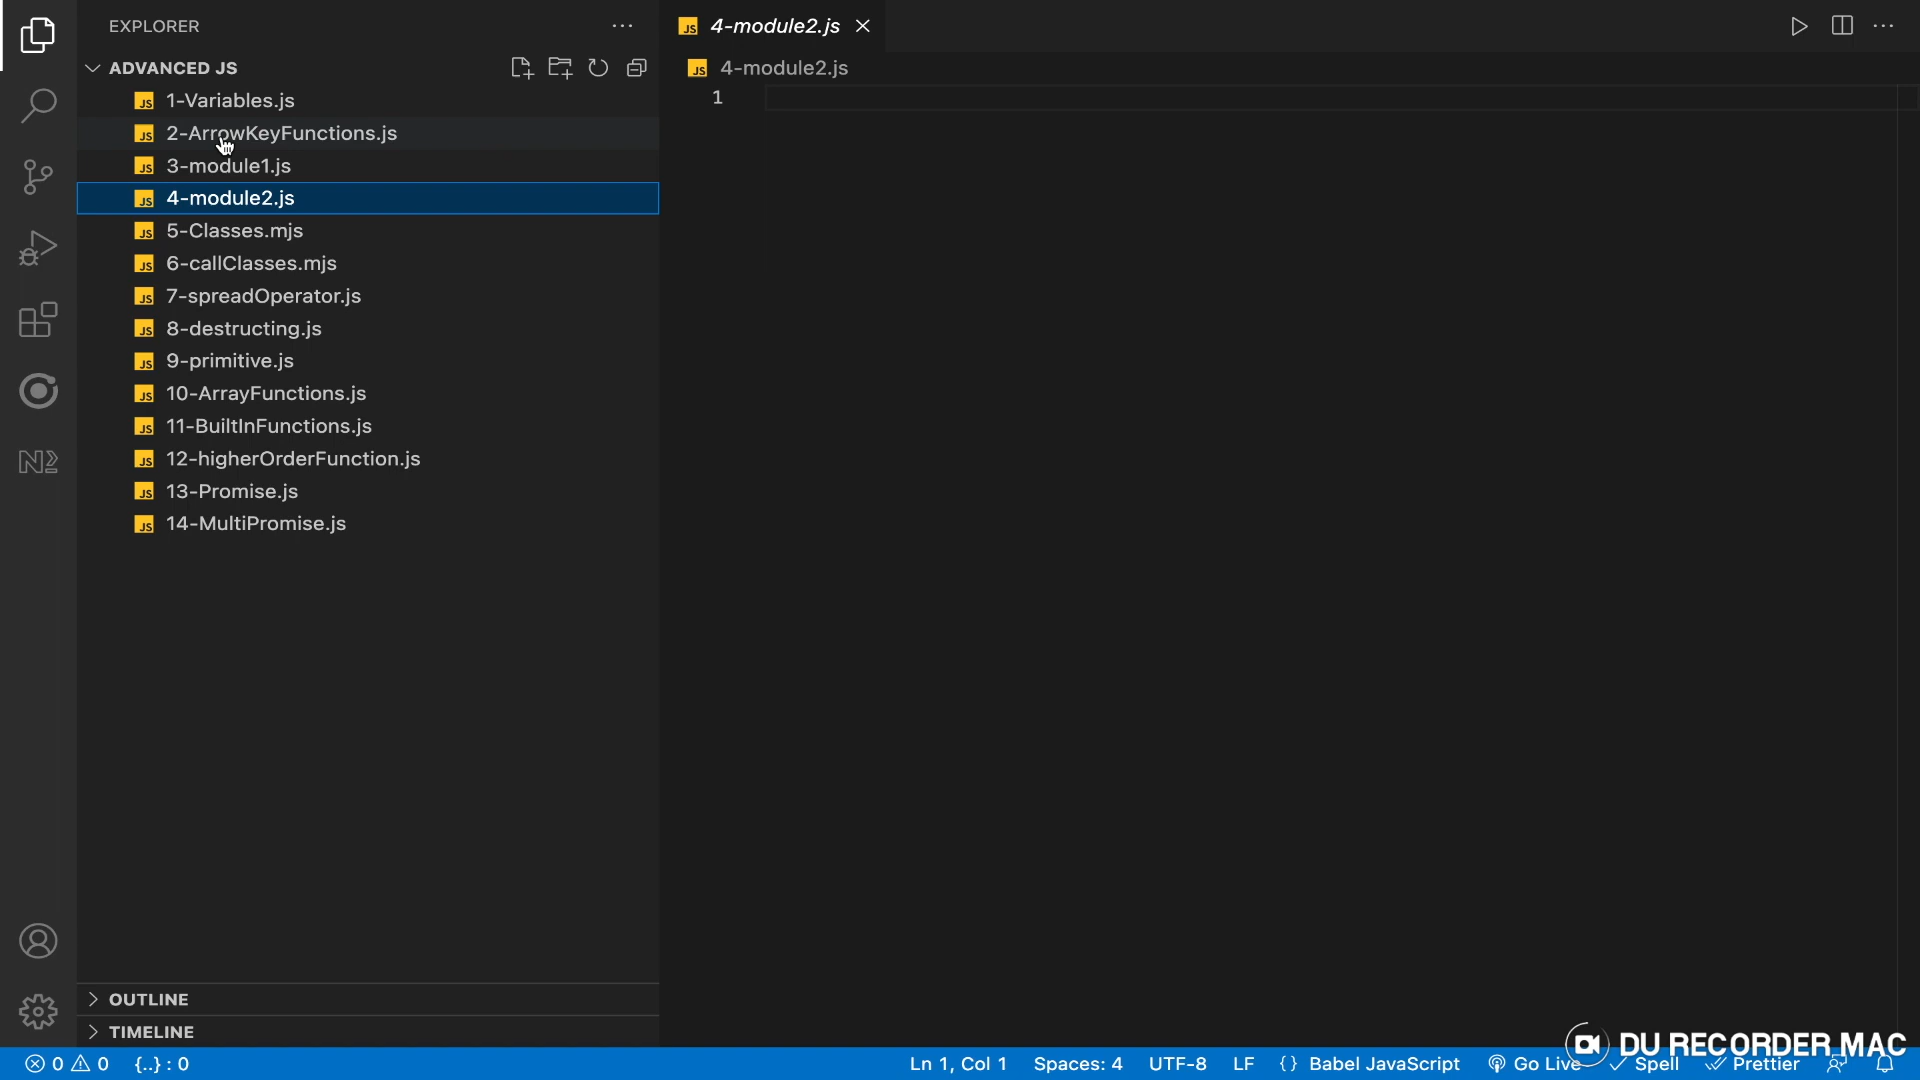 EXPLORER
4-module2.js
ADVANCED JS
4-module2.js
1
1-Variables.js
2-ArrowKeyFunctions.js
3-module1.js
4-module2.js
5-Classes.mjs
6-callClasses.mjs
7-spreadOperator.js
8-destructing.js
9-primitive.js
10-ArrayFunctions.js
11-BuiltInFunctions.js
12-higherOrderFunction.js
13-Promise.js
14-MultiPromise.js
OUTLINE
TIMELINE
DU RECORDER MAC
0 0 {..} : 0 Ln 1, Col 1 Spaces: 4 UTF-8 LF {} Babel JavaScript Go Live Spell Prettier